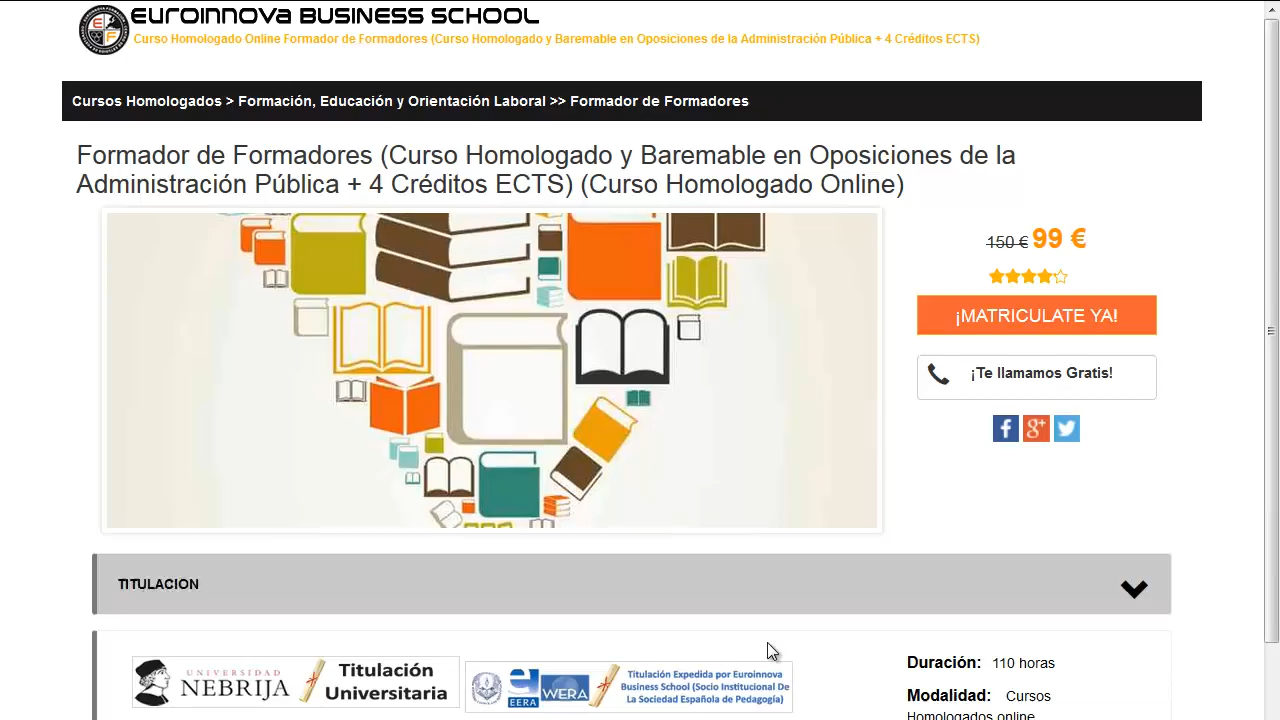 EUROINNOVA BUSINESS SCHOOL
Curso Homologado Online Formador de Formadores (Curso Homologado y Baremable en Oposiciones de la Administración Pública + 4 Créditos ECTS)
Cursos Homologados > Formación, Educación y Orientación Laboral >> Formador de Formadores
Formador de Formadores (Curso Homologado y Baremable en Oposiciones de la
Administración Pública + 4 Créditos ECTS) (Curso Homologado Online)
150 € 99 €
¡MATRICULATE YA!
¡Te llamamos Gratis!
TITULACION
UNIVERSIDAD
NEBRIJA
Titulación
Universitaria
EERA
WERA
Titulación Expedida por Euroinnova
Business School (Socio Institucional De
La Sociedad Española de Pedagogía)
Duración: 110 horas
Modalidad: Cursos
Homologados online